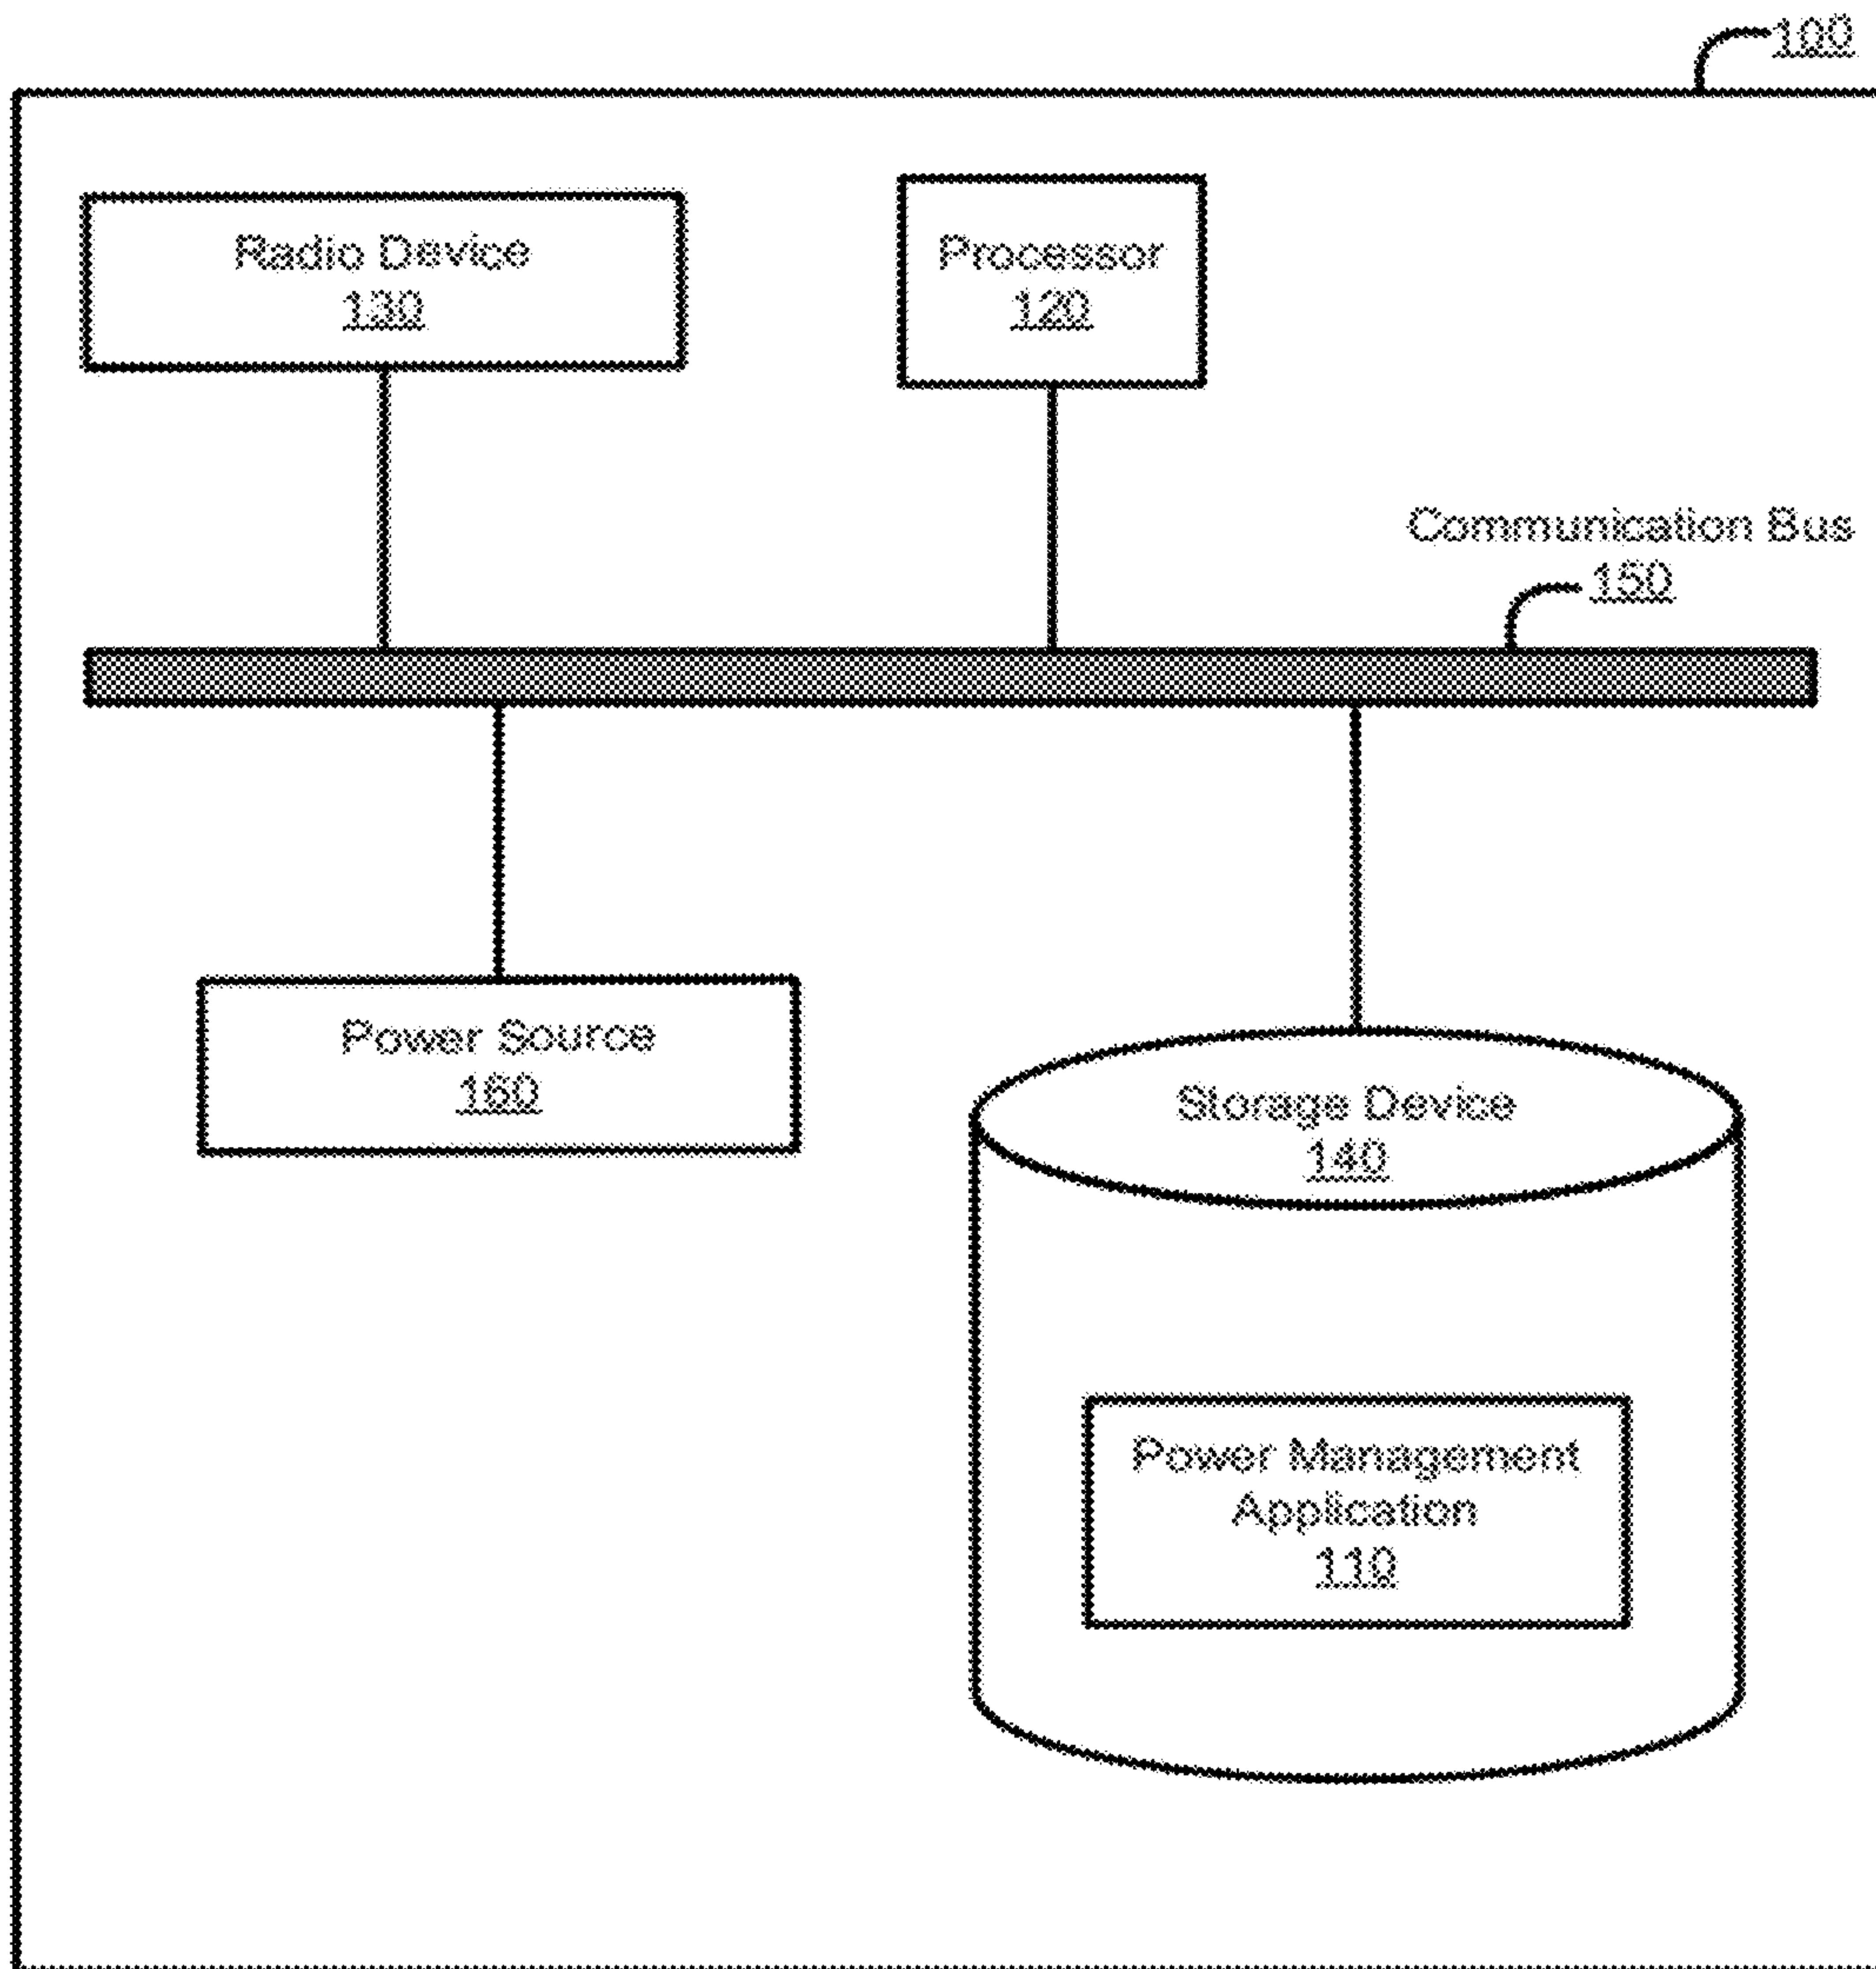 100
Radio Device
130
Processor
120
Communication Bus
150
Power Source
160
Storage Device
140
Power Management
Application
110